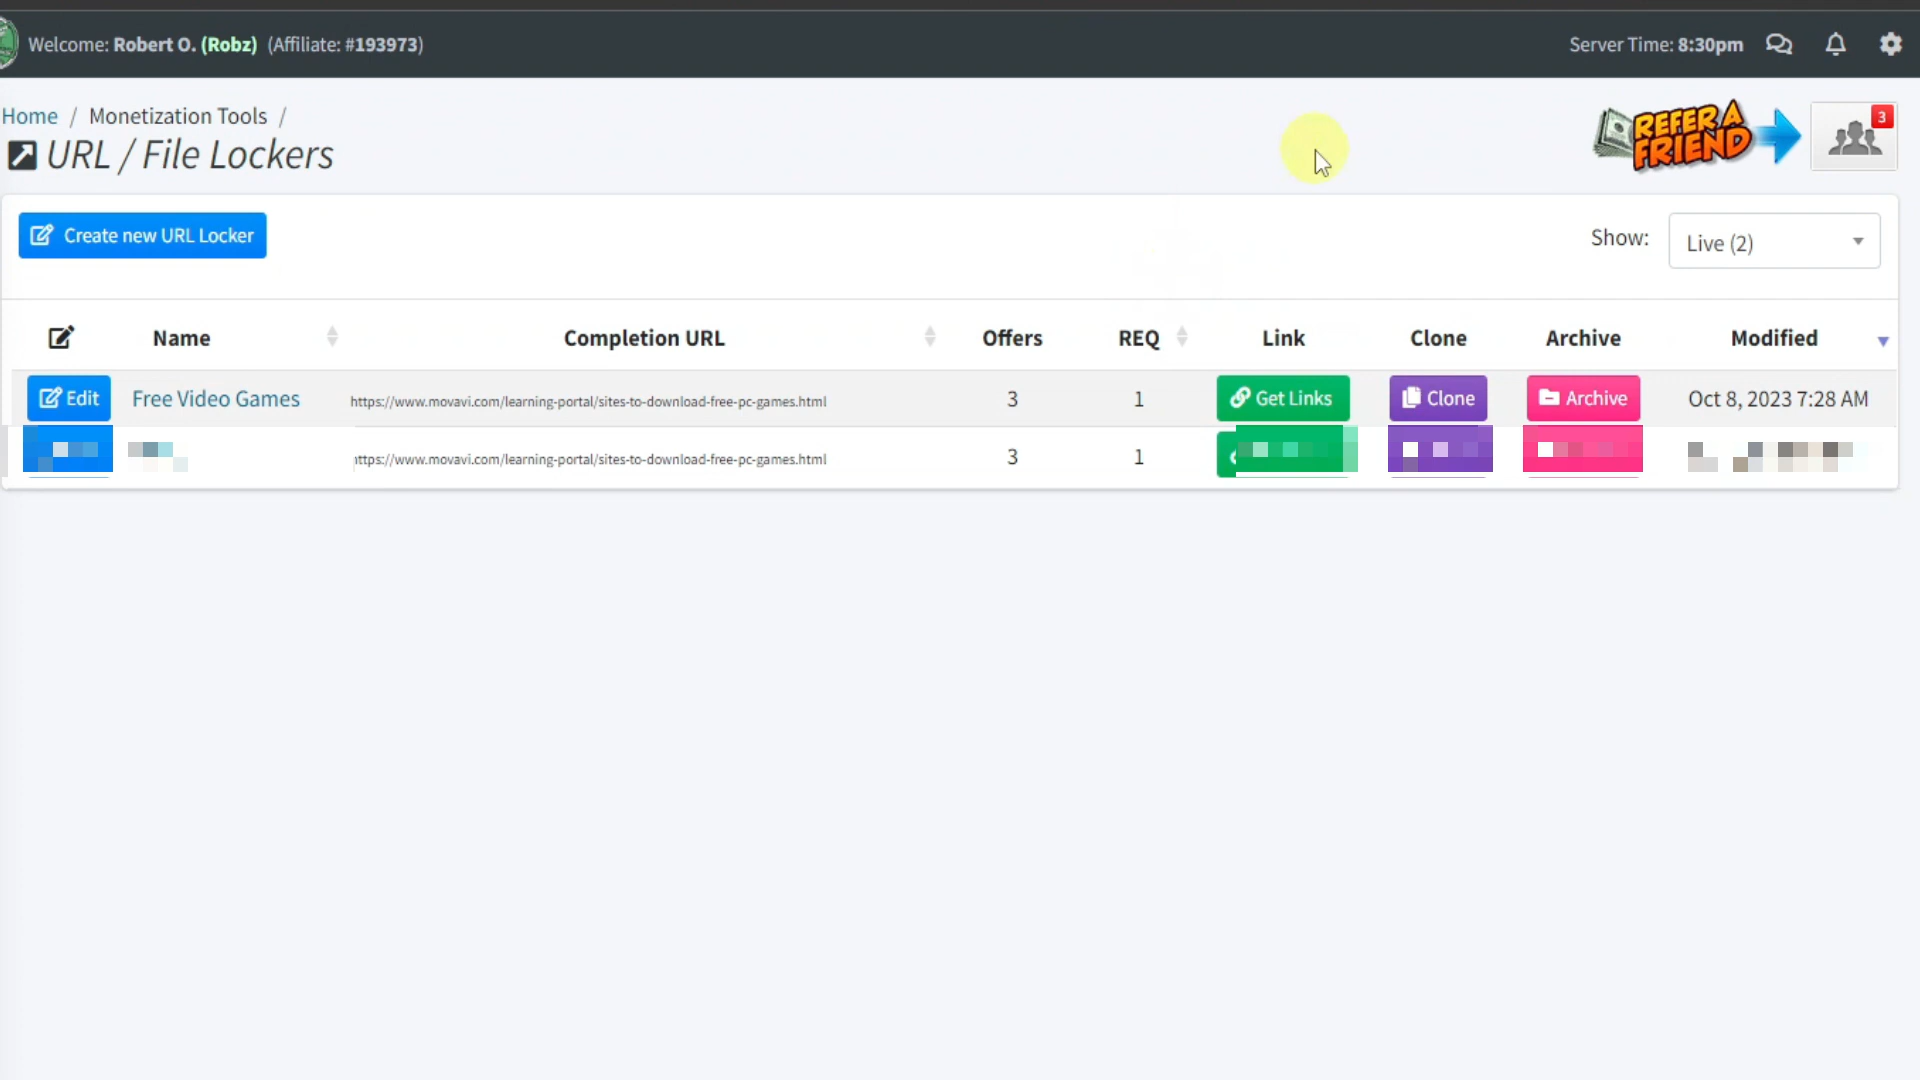 Welcome: Robert O. (Robz) (Affiliate: #193973)
Server Time: 8:30pm
Home / Monetization Tools /
URL / File Lockers
REFER A FRIEND
3
Create new URL Locker
Show: Live (2)
Name Completion URL Offers REQ Link Clone Archive Modified
Edit Free Video Games https://www.movavi.com/learning-portal/sites-to-download-free-pc-games.html 3 1 Get Links Clone Archive Oct 8, 2023 7:28 AM
ttps://www.movavi.com/learning-portal/sites-to-download-free-pc-games.html 3 1